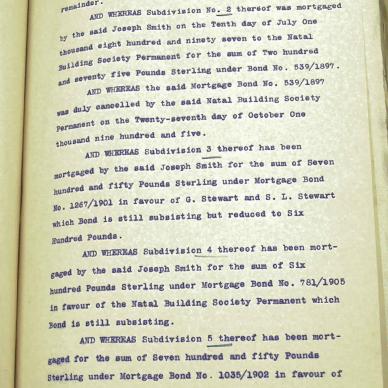 remainder.
AND WHEREAS Subdivision No. 2 thereof was mortgaged
by the said Joseph Smith on the Tenth day of July One
thousand eight hundred and ninety seven to the Natal
Building Society Permanent for the sum of Two hundred
and seventy five Pounds Sterling under Bond No. 539/1897.
AND WHEREAS the said Mortgage Bond No. 539/1897
was duly cancelled by the said Natal Building Society
Permanent on the Twenty-seventh day of October One
thousand nine hundred and five.
AND WHEREAS Subdivision 3 thereof has been
mortgaged by the said Joseph Smith for the sum of Seven
hundred and fifty Pounds Sterling under Mortgage Bond
No. 1267/1901 in favour of G. Stewart and S. L. Stewart
which Bond is still subsisting but reduced to Six
Hundred Pounds.
AND WHEREAS Subdivision 4 thereof has been mort-
gaged by the said Joseph Smith for the sum of Six
hundred Pounds Sterling under Mortgage Bond No. 781/1905
in favour of the Natal Building Society Permanent which
Bond is still subsisting.
AND WHEREAS Subdivision 5 thereof has been mort-
gaged for the sum of Seven hundred and fifty Pounds
Sterling under Mortgage Bond No. 1035/1902 in favour of